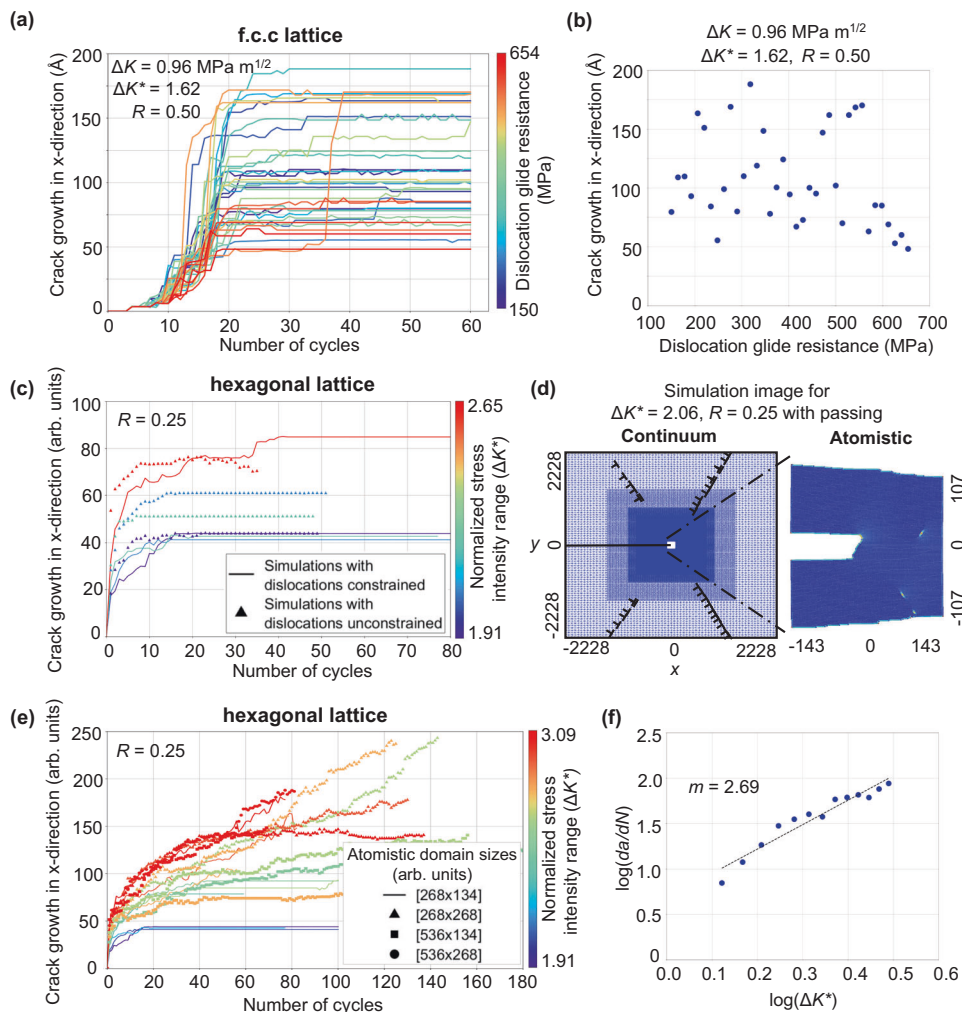 (a)
f.c.c lattice
ΔK = 0.96 MPa m1/2
ΔK* = 1.62
R = 0.50
Crack growth in x-direction (Å)
200
150
100
50
0
0 10 20 30 40 50 60
Number of cycles
654
Dislocation glide resistance
(MPa)
150
(b)
ΔK = 0.96 MPa m1/2
ΔK* = 1.62, R = 0.50
Crack growth in x-direction (Å)
200
150
100
50
0
100 200 300 400 500 600 700
Dislocation glide resistance (MPa)
(c)
hexagonal lattice
R = 0.25
Crack growth in x-direction (arb. units)
100
80
60
40
20
0
0 10 20 30 40 50 60 70 80
Number of cycles
Simulations with
dislocations constrained
Simulations with
dislocations unconstrained
2.65
Normalized stress
intensity range (ΔK*)
1.91
(d)
Simulation image for
ΔK* = 2.06, R = 0.25 with passing
Continuum
Atomistic
2228
y 0
-2228
-2228 0 2228
x
107
0
-107
-143 0 143
(e)
hexagonal lattice
R = 0.25
Crack growth in x-direction (arb. units)
250
200
150
100
50
0
0 20 40 60 80 100 120 140 160 180
Number of cycles
Atomistic domain sizes
(arb. units)
[268x134]
[268x268]
[536x134]
[536x268]
3.09
Normalized stress
intensity range (ΔK*)
1.91
(f)
m = 2.69
log(da/dN)
2.5
2.0
1.5
1.0
0.5
0
0.0 0.1 0.2 0.3 0.4 0.5 0.6
log(ΔK*)